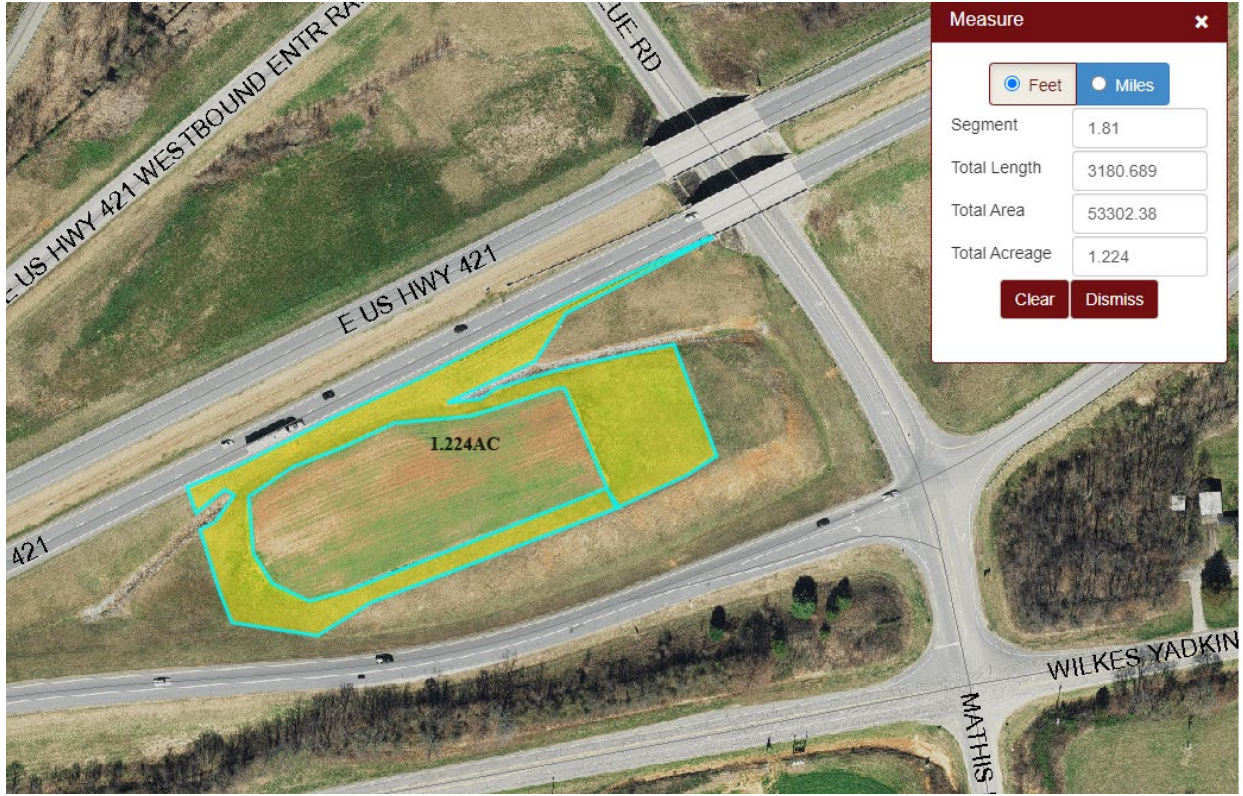 E US HWY 421 WESTBOUND ENTR RA
UE RD
E US HWY 421
421
1.224AC
WILKES YADKIN
MATHIS
Measure ×
Feet Miles
Segment 1.81
Total Length 3180.689
Total Area 53302.38
Total Acreage 1.224
Clear Dismiss